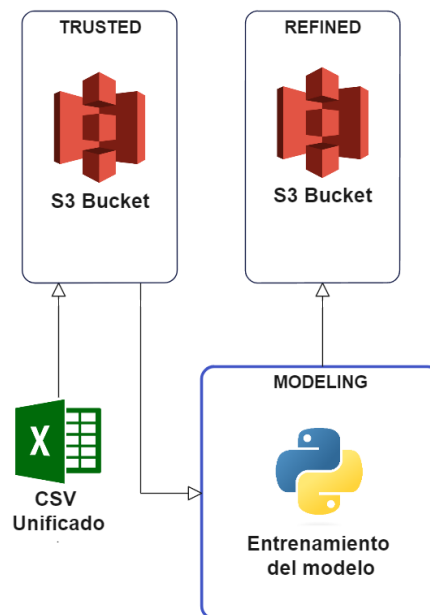 TRUSTED
S3 Bucket
REFINED
S3 Bucket
X
CSV
Unificado
MODELING
Entrenamiento
del modelo